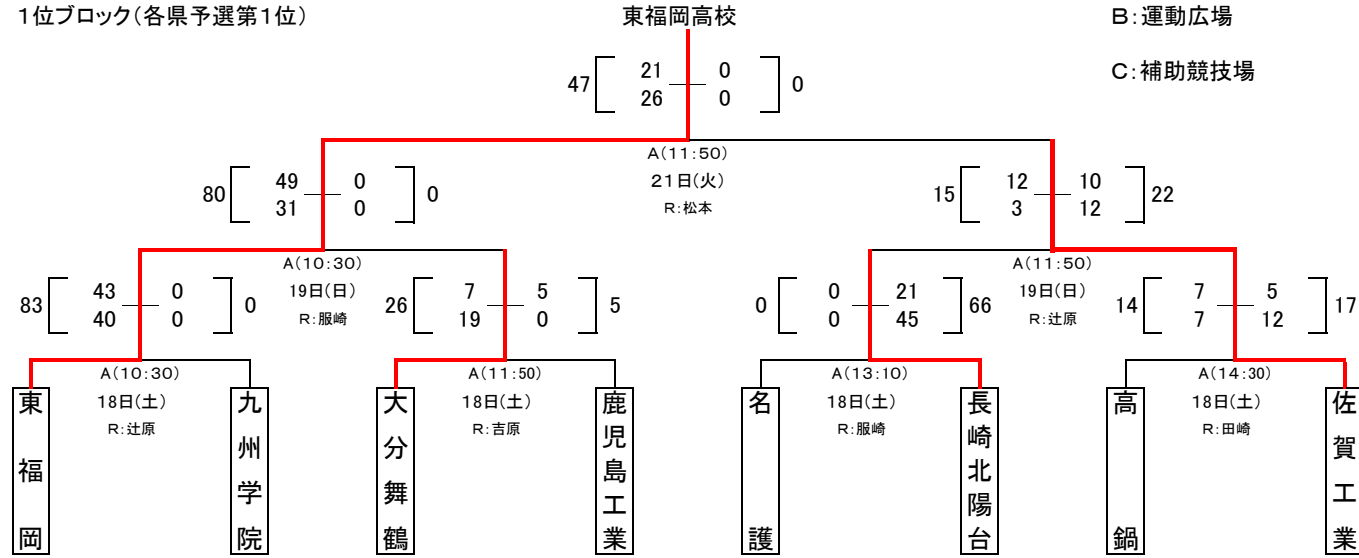 1位ブロック(各県予選第1位)
東福岡高校
B:運動広場
C:補助競技場
47 21 0 0
26 0
A(11:50)
21日(火)
R:松本
80 49 0 0
31 0
15 12 10 22
3 12
A(10:30)
19日(日)
R:服崎
A(11:50)
19日(日)
R:辻原
83 43 0 0
40 0
26 7 5 5
19 0
0 0 21 66
0 45
14 7 5 17
7 12
A(10:30)
18日(土)
R:辻原
A(11:50)
18日(土)
R:吉原
A(13:10)
18日(土)
R:服崎
A(14:30)
18日(土)
R:田崎
東福岡
九州学院
大分舞鶴
鹿児島工業
名護
長崎北陽台
高鍋
佐賀工業